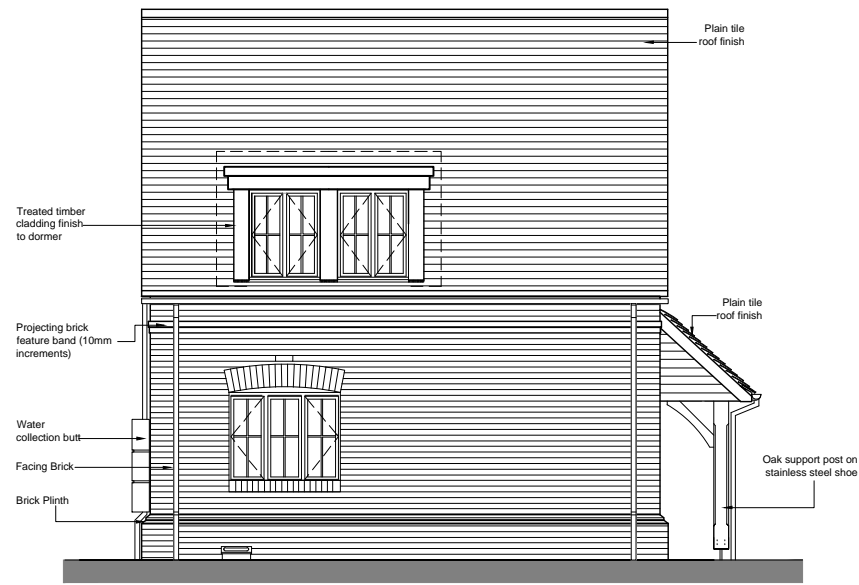 Plain tile
roof finish
Treated timber
cladding finish
to dormer
Plain tile
roof finish
Projecting brick
feature band (10mm
increments)
Water
collection butt
Facing Brick
Oak support post on
stainless steel shoe
Brick Plinth